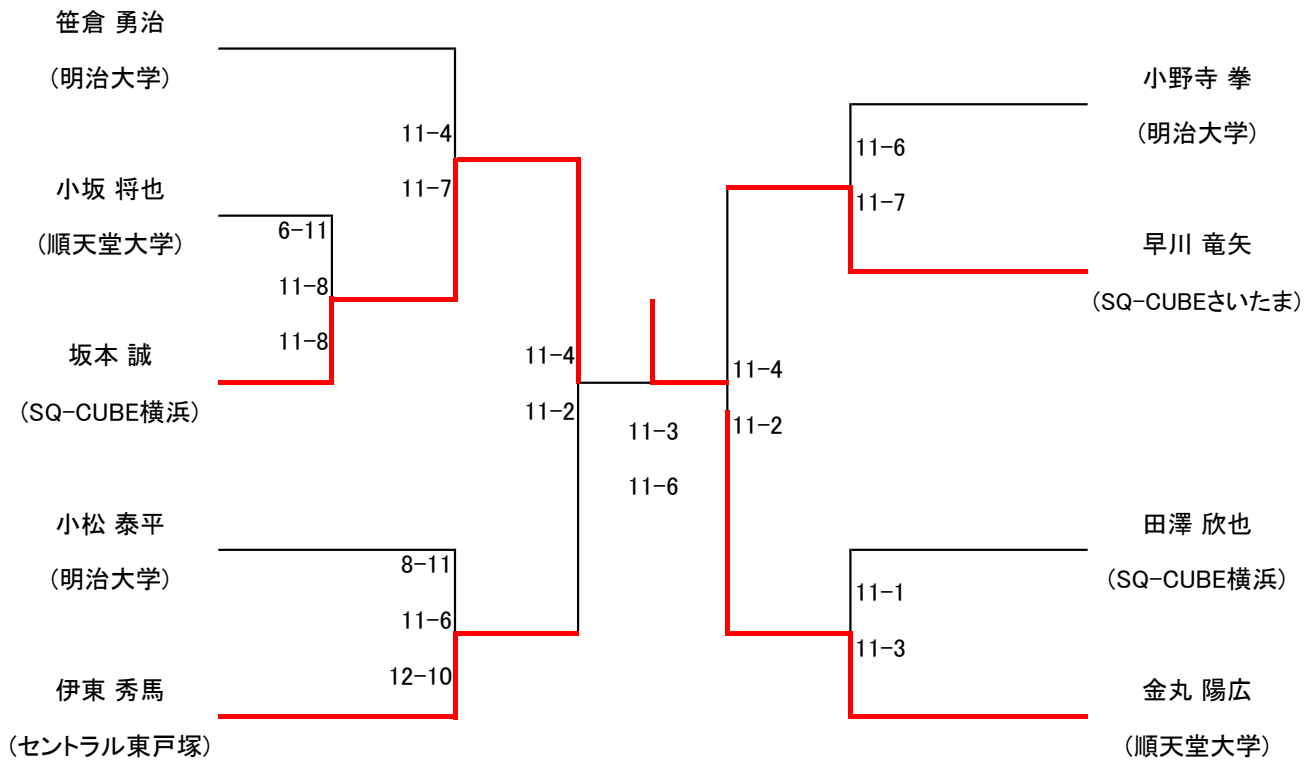 笹倉 勇治
(明治大学)
11-4
11-7
小坂 将也
(順天堂大学)
6-11
11-8
11-8
坂本 誠
(SQ-CUBE横浜)
11-4
11-2
小松 泰平
(明治大学)
8-11
11-6
12-10
伊東 秀馬
(セントラル東戸塚)
11-3
11-6
小野寺 拳
(明治大学)
11-6
11-7
早川 竜矢
(SQ-CUBEさいたま)
11-4
11-2
田澤 欣也
(SQ-CUBE横浜)
11-1
11-3
金丸 陽広
(順天堂大学)